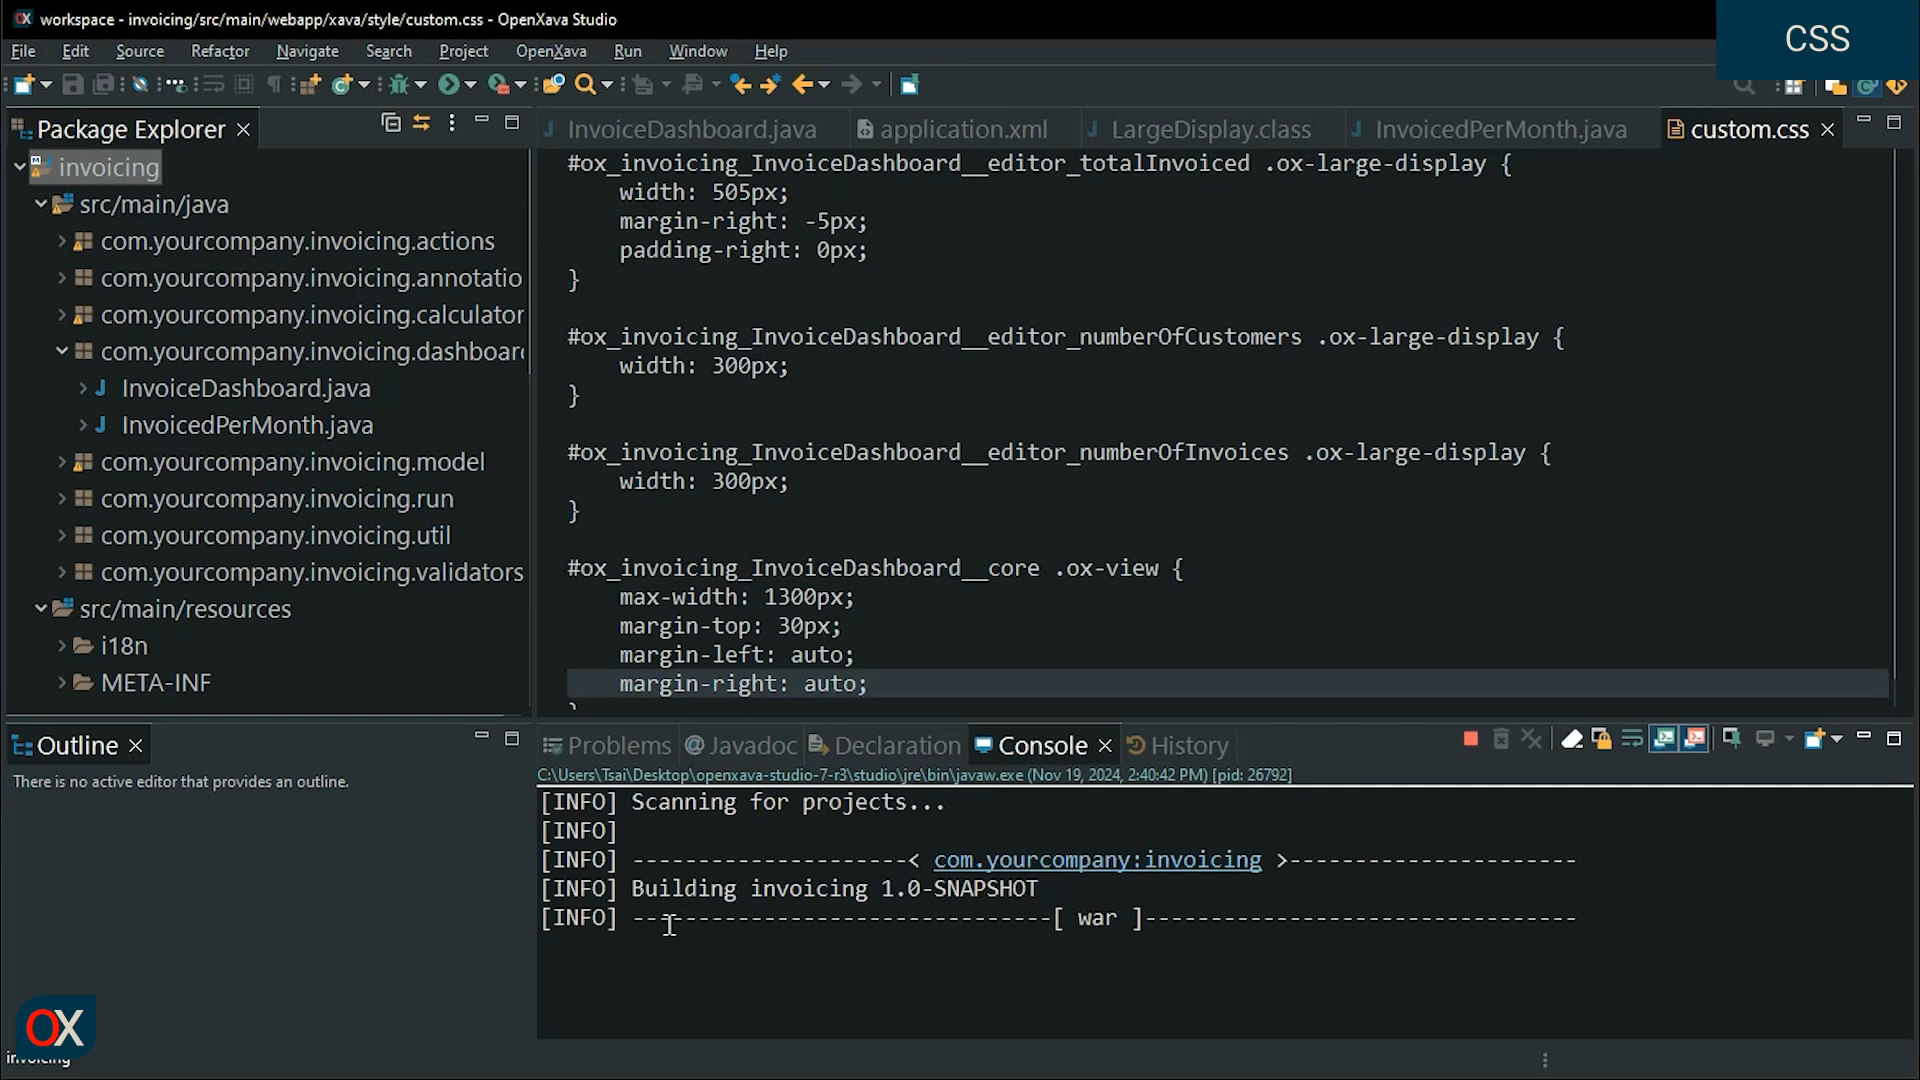 workspace - invoicing/src/main/webapp/xava/style/custom.css - OpenXava Studio
CSS
File Edit Source Refactor Navigate Search Project OpenXava Run Window Help
Package Explorer
invoicing
src/main/java
com.yourcompany.invoicing.actions
com.yourcompany.invoicing.annotatio
com.yourcompany.invoicing.calculator
com.yourcompany.invoicing.dashboar
InvoiceDashboard.java
InvoicedPerMonth.java
com.yourcompany.invoicing.model
com.yourcompany.invoicing.run
com.yourcompany.invoicing.util
com.yourcompany.invoicing.validators
src/main/resources
i18n
META-INF
InvoiceDashboard.java application.xml LargeDisplay.class InvoicedPerMonth.java custom.css
#ox_invoicing_InvoiceDashboard__editor_totalInvoiced .ox-large-display {
width: 505px;
margin-right: -5px;
padding-right: 0px;
}
#ox_invoicing_InvoiceDashboard__editor_numberOfCustomers .ox-large-display {
width: 300px;
}
#ox_invoicing_InvoiceDashboard__editor_numberOfInvoices .ox-large-display {
width: 300px;
}
#ox_invoicing_InvoiceDashboard__core .ox-view {
max-width: 1300px;
margin-top: 30px;
margin-left: auto;
margin-right: auto;
}
Outline
There is no active editor that provides an outline.
Problems Javadoc Declaration Console History
C:\Users\Tsai\Desktop\openxava-studio-7-r3\studio\jre\bin\javaw.exe (Nov 19, 2024, 2:40:42 PM) [pid: 26792]
[INFO] Scanning for projects...
[INFO]
[INFO] ---------------------< com.yourcompany:invoicing >----------------------
[INFO] Building invoicing 1.0-SNAPSHOT
[INFO] --------------------------------[ war ]---------------------------------
OX
invoicing